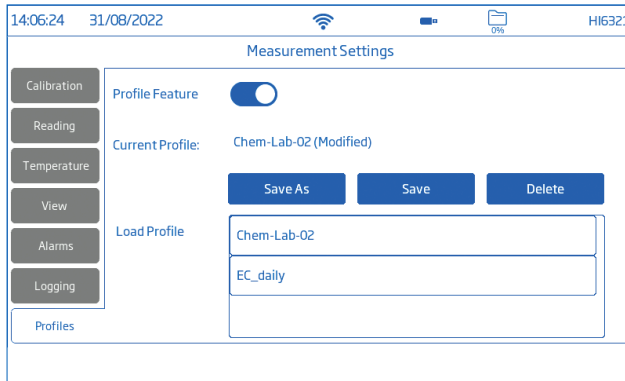 14:06:24 31/08/2022 0% HI6321
Measurement Settings
Calibration
Profile Feature
Reading
Current Profile: Chem-Lab-02 (Modified)
Temperature
Save As Save Delete
View
Load Profile Chem-Lab-02
Alarms
EC_daily
Logging
Profiles